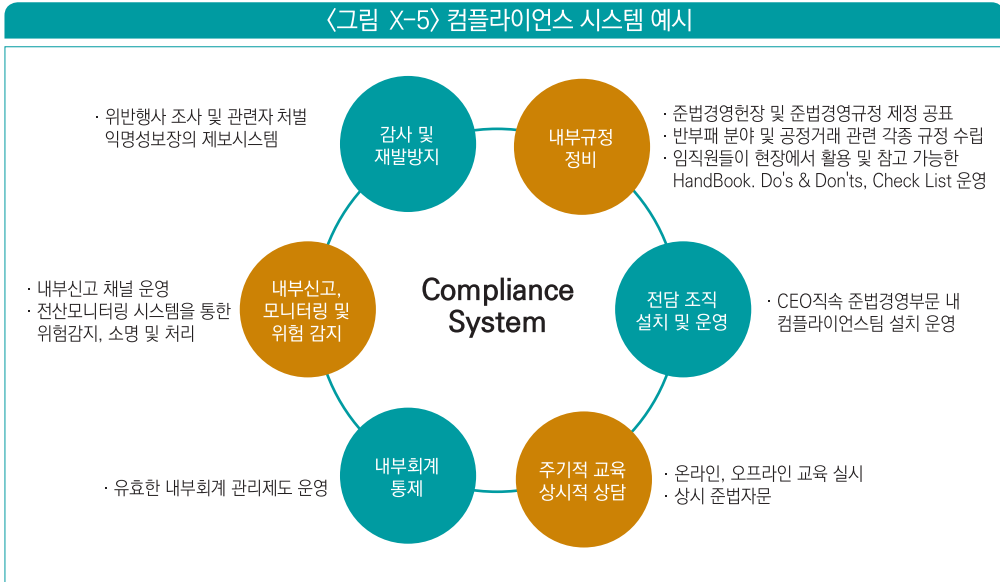 〈그림 X-5〉 컴플라이언스 시스템 예시
· 위반행사 조사 및 관련자 처벌
익명성보장의 제보시스템
감사 및
재발방지
내부규정
정비
· 준법경영헌장 및 준법경영규정 제정 공표
· 반부패 분야 및 공정거래 관련 각종 규정 수립
· 임직원들이 현장에서 활용 및 참고 가능한
HandBook. Do's & Don'ts, Check List 운영
· 내부신고 채널 운영
· 전산모니터링 시스템을 통한
위험감지, 소명 및 처리
내부신고,
모니터링 및
위험 감지
Compliance
System
전담 조직
설치 및 운영
· CEO직속 준법경영부문 내
컴플라이언스팀 설치 운영
· 유효한 내부회계 관리제도 운영
내부회계
통제
주기적 교육
상시적 상담
· 온라인, 오프라인 교육 실시
· 상시 준법자문